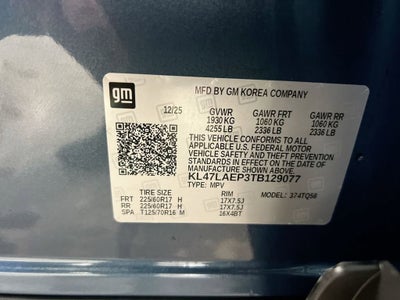 gm
MFD BY GM KOREA COMPANY
12/25 GVWR GAWR FRT GAWR RR
1930 KG 1060 KG 1060 KG
4255 LB 2336 LB 2336 LB
THIS VEHICLE CONFORMS TO ALL
APPLICABLE U.S. FEDERAL MOTOR
VEHICLE SAFETY AND THEFT PREVENTION
STANDARDS IN EFFECT ON THE DATE OF
MANUFACTURE SHOWN ABOVE.
KL47LAEP3TB129077
TYPE: MPV
TIRE SIZE RIM MODEL: 374TQ58
FRT 225/60R17 H 17X7.5J
RR 225/60R17 H 17X7.5J
SPA T125/70R16 M 16X4BT